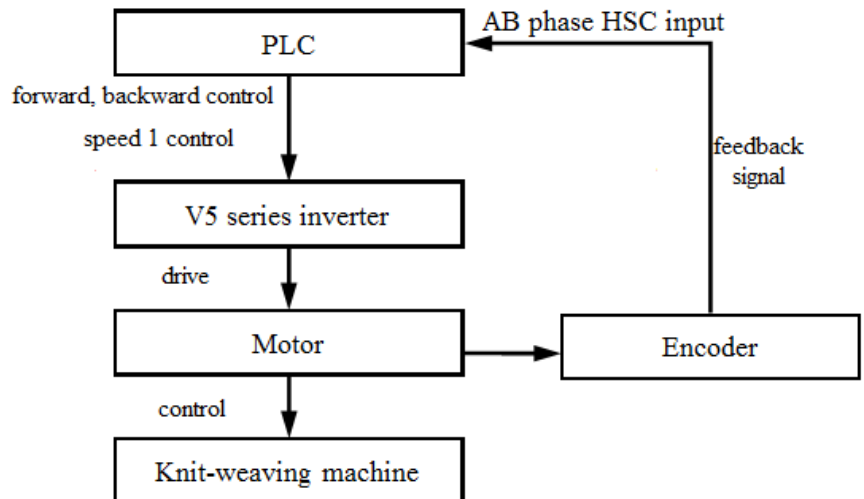 AB phase HSC input
PLC
forward, backward control
speed 1 control
feedback
signal
V5 series inverter
drive
Motor
Encoder
control
Knit-weaving machine